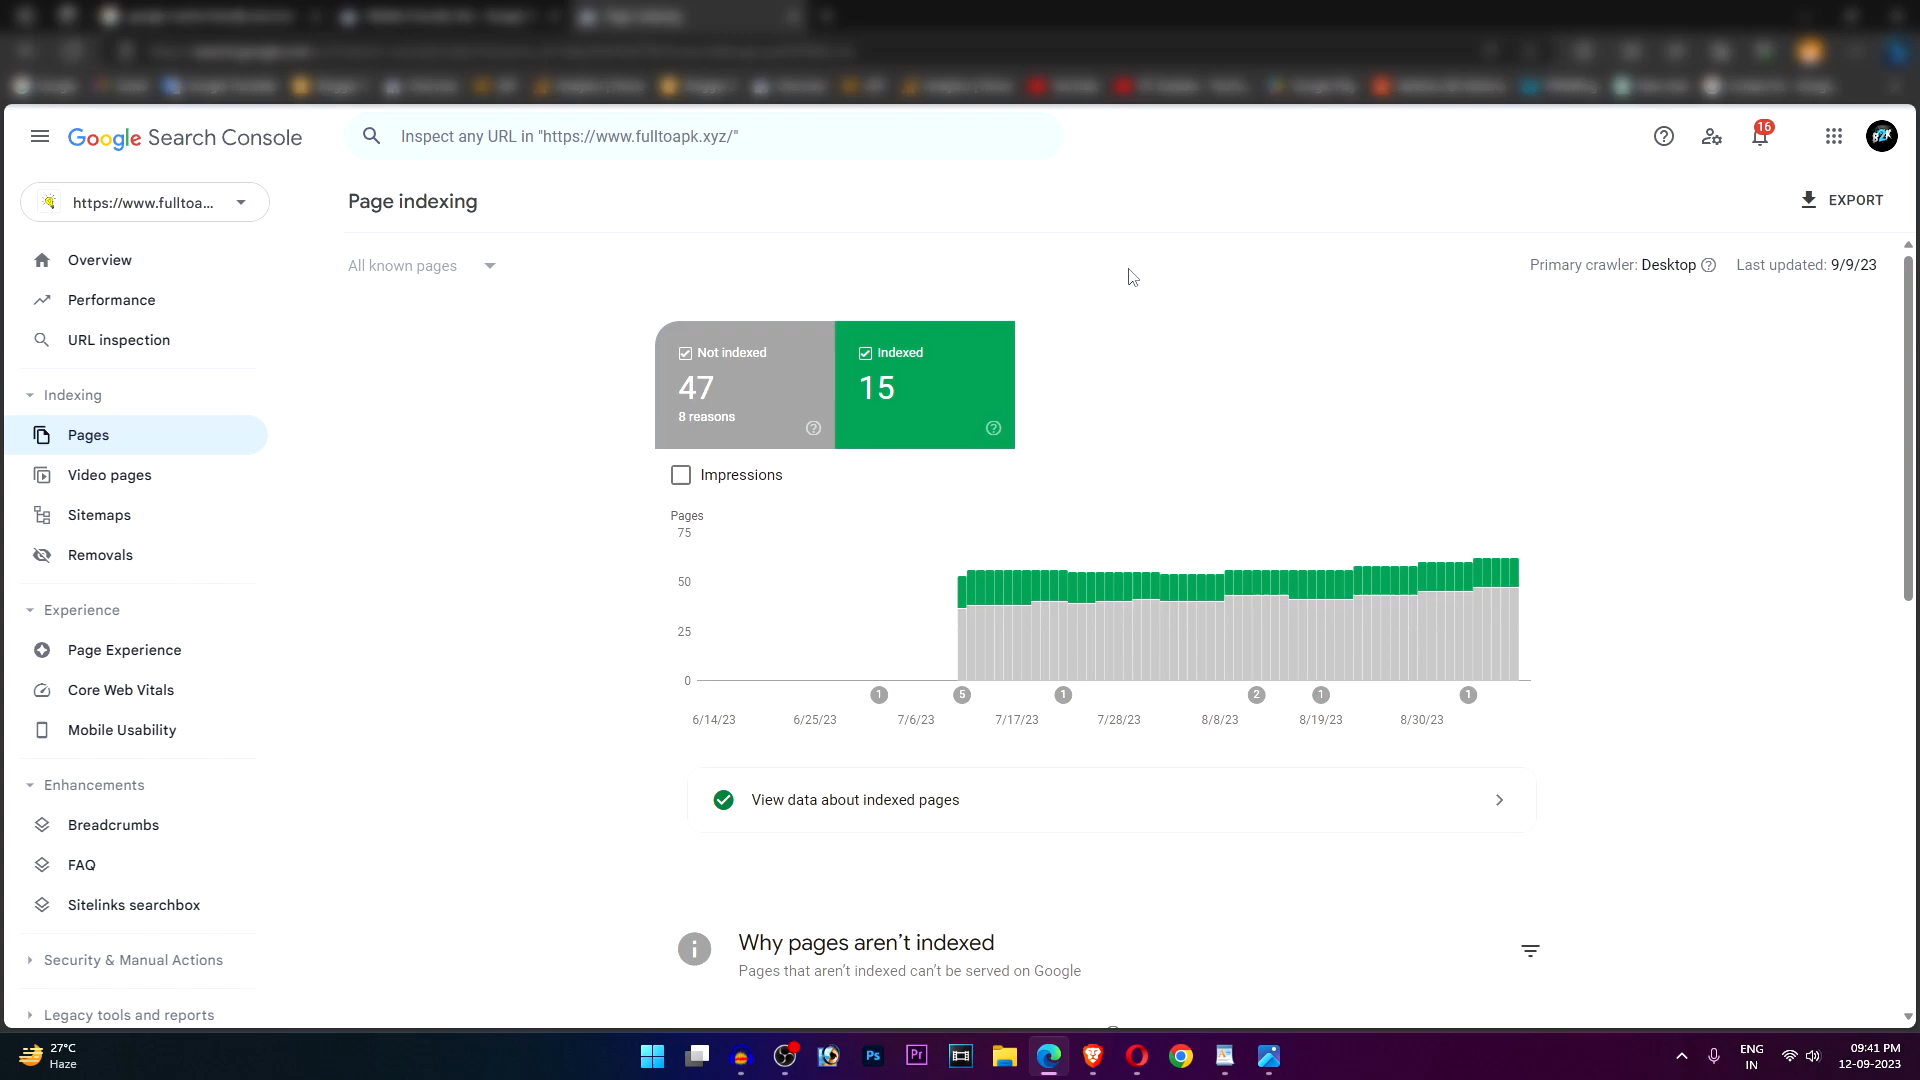 Google Search Console
Inspect any URL in "https://www.fulltoapk.xyz/"
16
https://www.fulltoa...
Page indexing
EXPORT
Overview
Performance
URL inspection
Indexing
Pages
Video pages
Sitemaps
Removals
Experience
Page Experience
Core Web Vitals
Mobile Usability
Enhancements
Breadcrumbs
FAQ
Sitelinks searchbox
Security & Manual Actions
Legacy tools and reports
All known pages
Primary crawler: Desktop
Last updated: 9/9/23
Not indexed
47
8 reasons
Indexed
15
Impressions
Pages
75
50
25
0
1 5 1 2 1 1
6/14/23 6/25/23 7/6/23 7/17/23 7/28/23 8/8/23 8/19/23 8/30/23
View data about indexed pages
Why pages aren’t indexed
Pages that aren’t indexed can’t be served on Google
27°C
Haze
Ps
Pr
ENG
IN
09:41 PM
12-09-2023